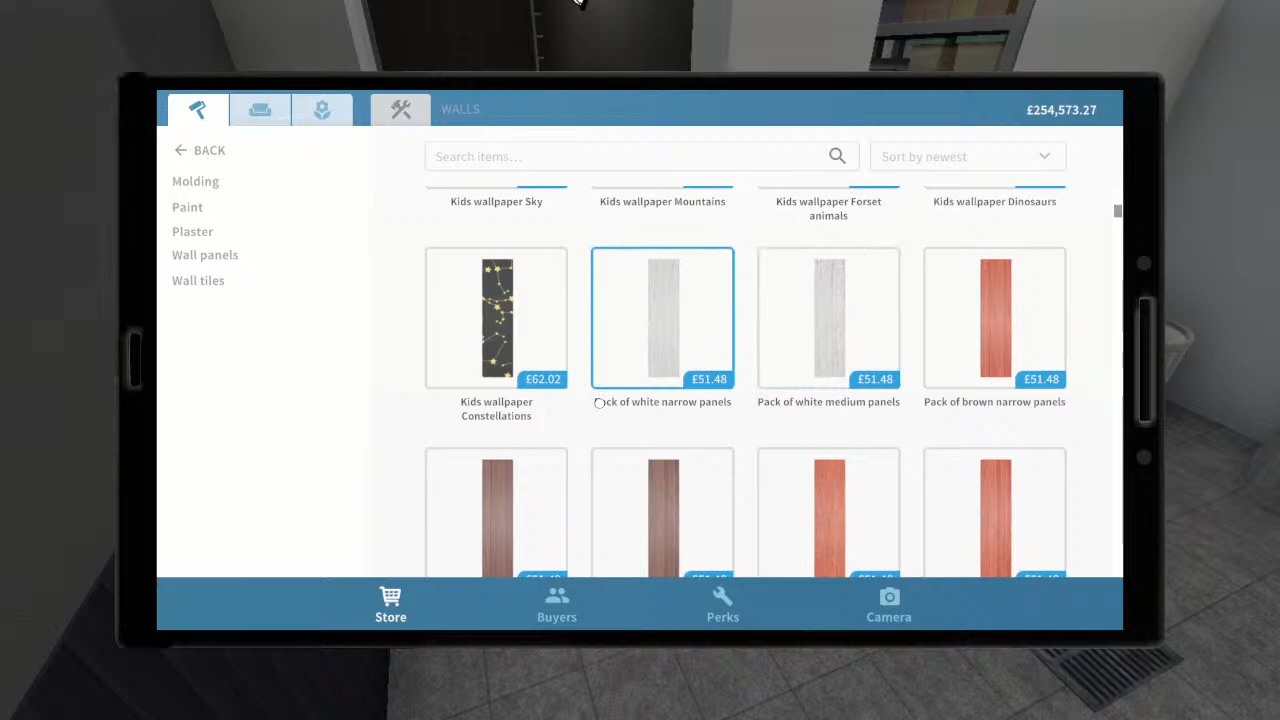 WALLS
£254,573.27
BACK
Molding
Paint
Plaster
Wall panels
Wall tiles
Search items...
Sort by newest
Kids wallpaper Sky
Kids wallpaper Mountains
Kids wallpaper Forset
animals
Kids wallpaper Dinosaurs
£62.02
£51.48
£51.48
£51.48
Kids wallpaper
Constellations
of white narrow panels
Pack of white medium panels
Pack of brown narrow panels
Store
Buyers
Perks
Camera